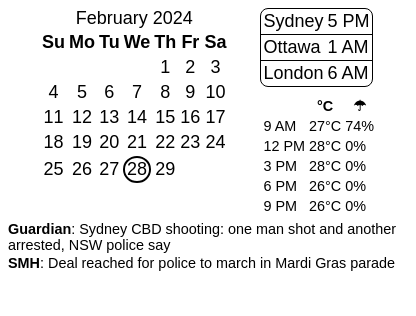 February 2024
Su Mo Tu We Th Fr Sa
1 2 3
4 5 6 7 8 9 10
11 12 13 14 15 16 17
18 19 20 21 22 23 24
25 26 27 28 29
Sydney 5 PM
Ottawa 1 AM
London 6 AM
°C ☂
9 AM 27°C 74%
12 PM 28°C 0%
3 PM 28°C 0%
6 PM 26°C 0%
9 PM 26°C 0%
Guardian: Sydney CBD shooting: one man shot and another
arrested, NSW police say
SMH: Deal reached for police to march in Mardi Gras parade